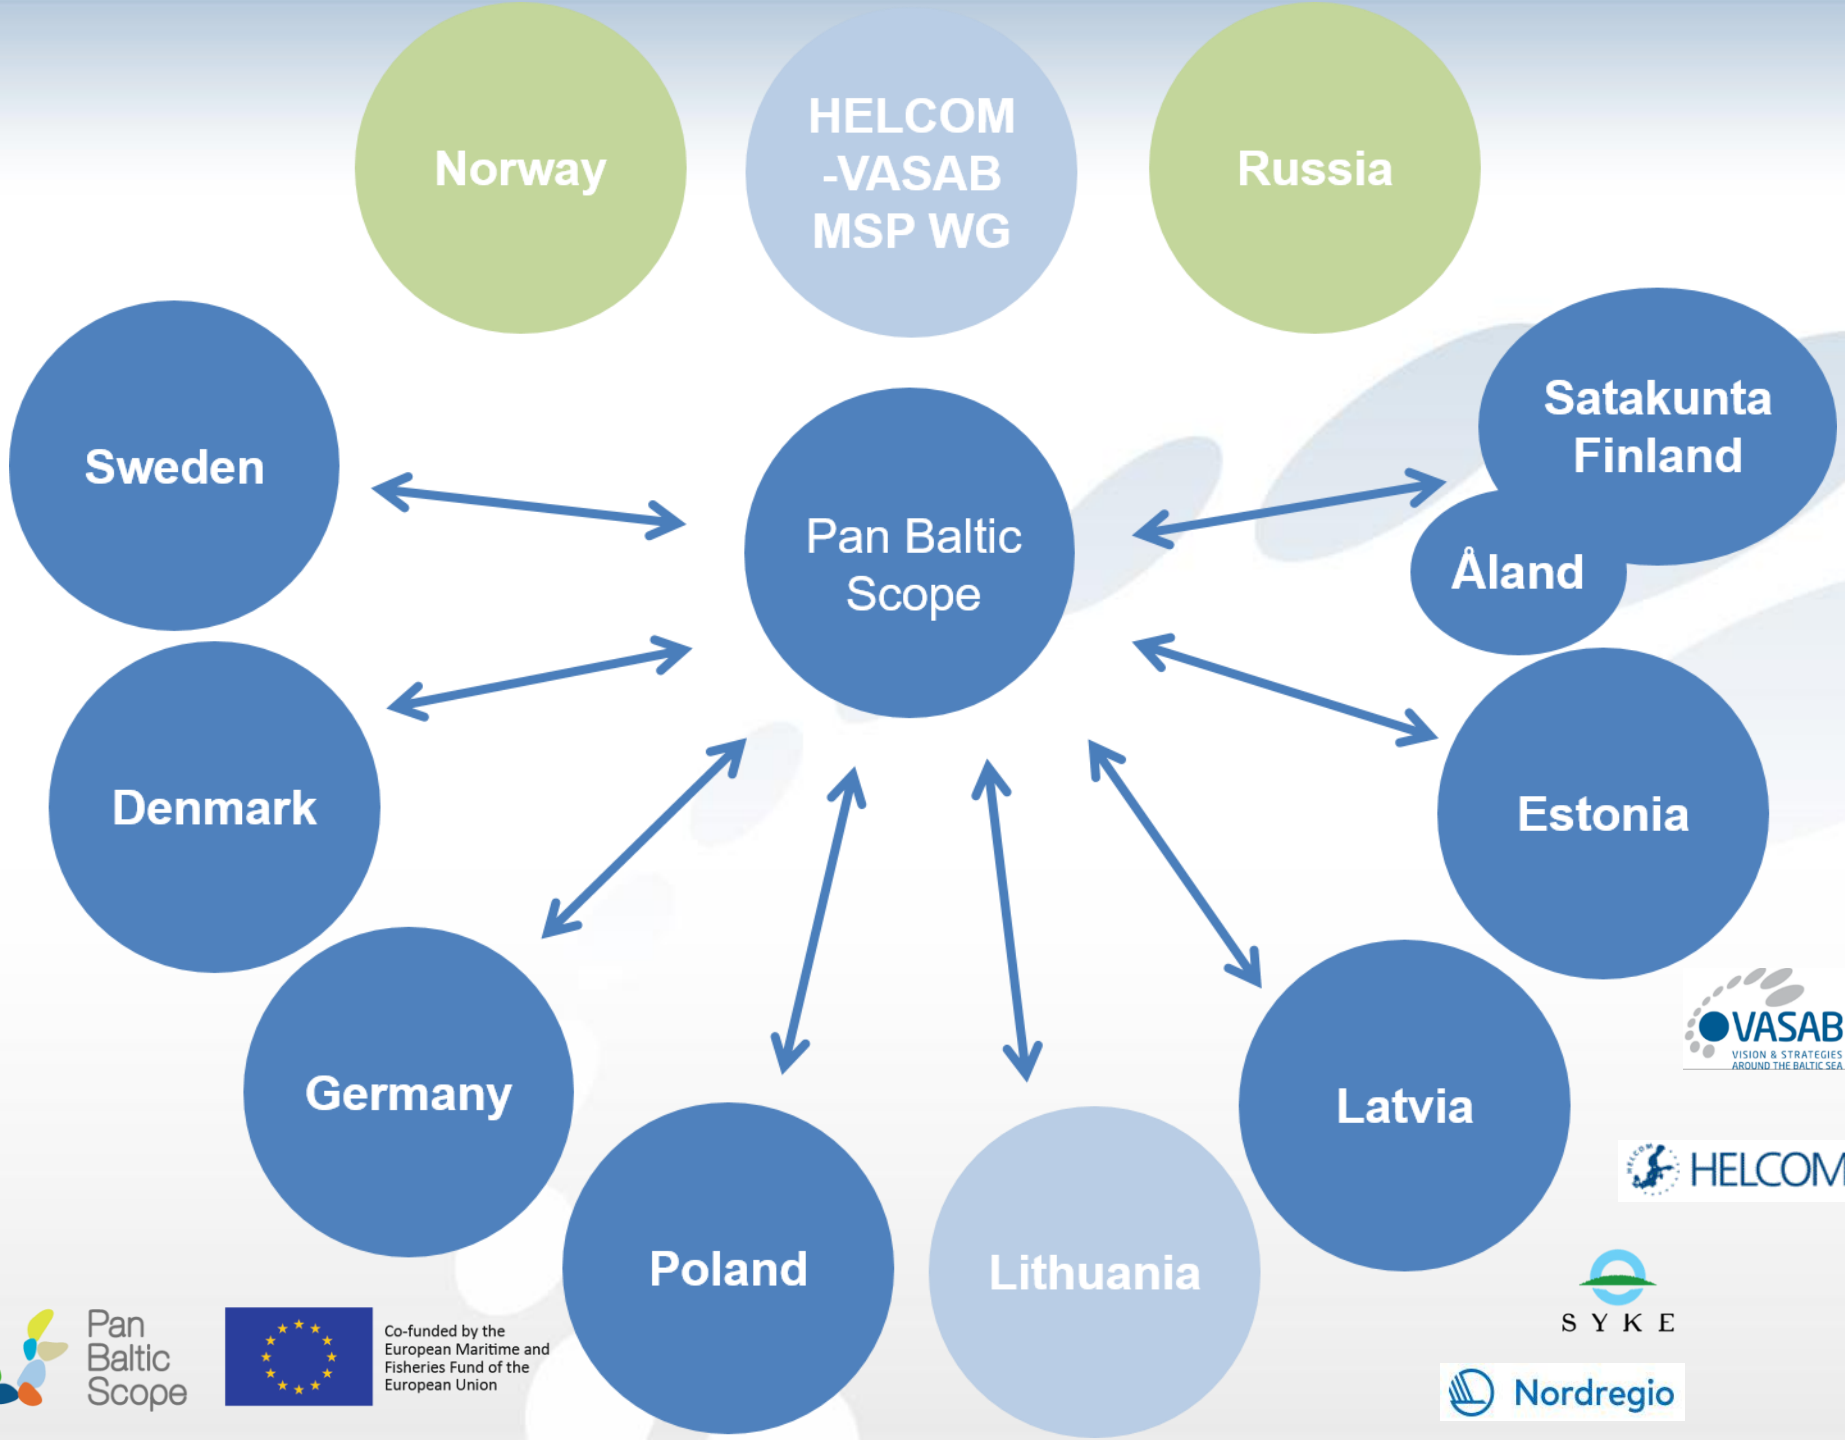 Norway
HELCOM
-VASAB
MSP WG
Russia
Sweden
Pan Baltic
Scope
Satakunta
Finland
Åland
Denmark
Estonia
Germany
Latvia
Poland
Lithuania
VASAB
VISION & STRATEGIES
AROUND THE BALTIC SEA
HELCOM
HELCOM
SYKE
Nordregio
Pan
Baltic
Scope
Co-funded by the
European Maritime and
Fisheries Fund of the
European Union